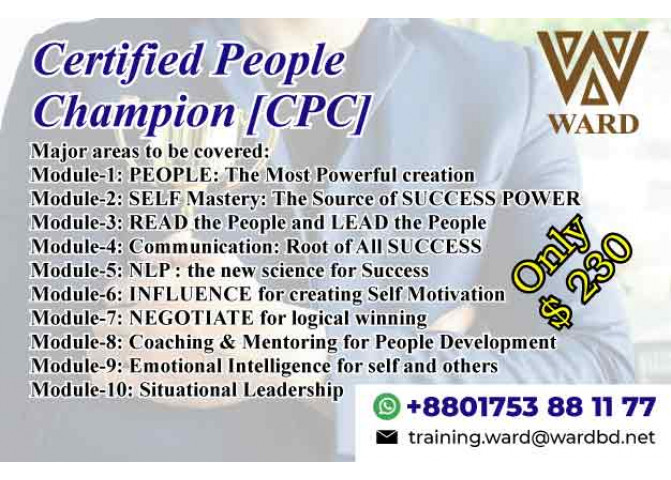 Certified People
Champion [CPC]
WARD
Major areas to be covered:
Module-1: PEOPLE: The Most Powerful creation
Module-2: SELF Mastery: The Source of SUCCESS POWER
Module-3: READ the People and LEAD the People
Module-4: Communication: Root of All SUCCESS
Module-5: NLP : the new science for Success
Module-6: INFLUENCE for creating Self Motivation
Module-7: NEGOTIATE for logical winning
Module-8: Coaching & Mentoring for People Development
Module-9: Emotional Intelligence for self and others
Module-10: Situational Leadership
Only
$ 230
+8801753 88 11 77
training.ward@wardbd.net